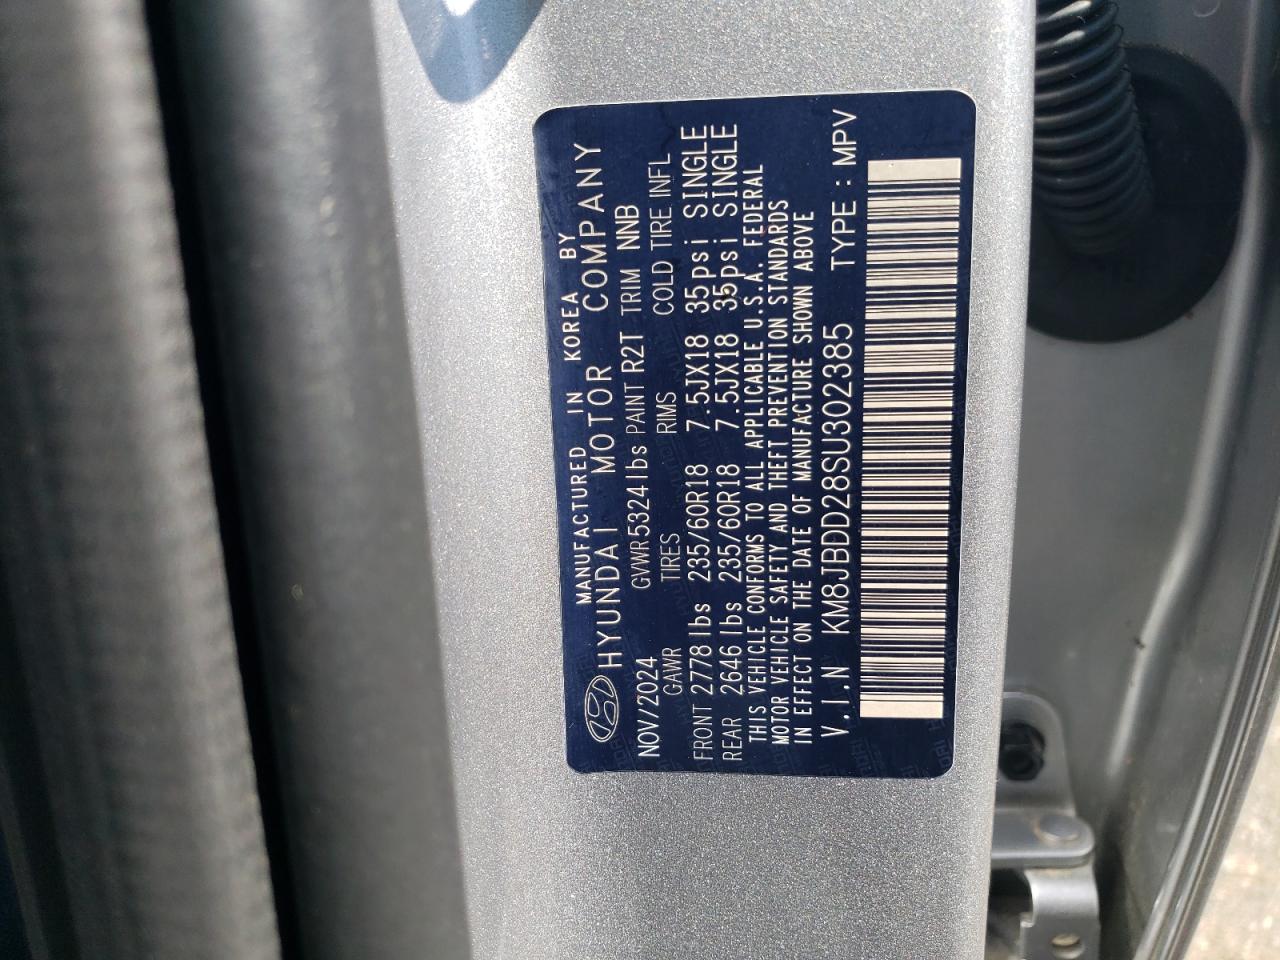 MANUFACTURED IN KOREA BY
HYUNDAI MOTOR COMPANY
NOV/2024 GVWR 5324 lbs PAINT R2T TRIM NNB
GAWR TIRES RIMS COLD TIRE INFL
FRONT 2778 lbs 235/60R18 7.5JX18 35psi SINGLE
REAR 2646 lbs 235/60R18 7.5JX18 35psi SINGLE
THIS VEHICLE CONFORMS TO ALL APPLICABLE U.S.A. FEDERAL
MOTOR VEHICLE SAFETY AND THEFT PREVENTION STANDARDS
IN EFFECT ON THE DATE OF MANUFACTURE SHOWN ABOVE
V.I.N KM8JBDD28SU302385 TYPE : MPV